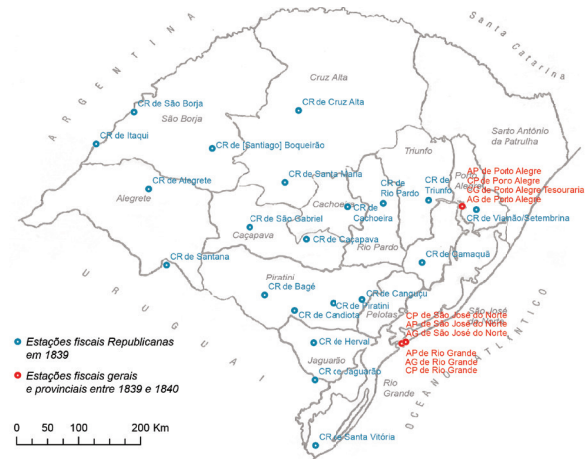 Santa Catarina
ARGENTINA
Cruz Alta
CR de São Borja
CR de Cruz Alta
São Borja
CR de Itaqui
CR de [Santiago] Boqueirão
Sarto Antônio
da Patrulha
Triunfo
AP de Porto Alegre
CP de Porto Alegre
CG de Porto Alegre Tesouraria
AG de Porto Alegre
Porto
Alegre
CR de Santa Maria
CR de Alegrete
Alegrete
CR de
Rio Pardo
CR de
Triunfo
Cachoeira
CR de
Cachoeira
CR de Viamão/Setembrina
CR de São Gabriel
Caçapava
CR de Caçapava
Rio Pardo
CR de Santana
CR de Camaquã
Piratini
CR de Bagé
CR de Canguçu
CR de Piratini
CR de Candiota
Pelotas
São José
do Norte
CP de São José do Norte
AP de São José do Norte
AG de São José do Norte
URUGUAI
OCEANO ATLÂNTICO
CR de Herval
AP de Rio Grande
AG de Rio Grande
CP de Rio Grande
Jaguarão
CR de Jaguarão
Rio
Grande
CR de Santa Vitória
Estações fiscais Republicanas
em 1839
Estações fiscais gerais
e provinciais entre 1839 e 1840
0 50 100 200 Km